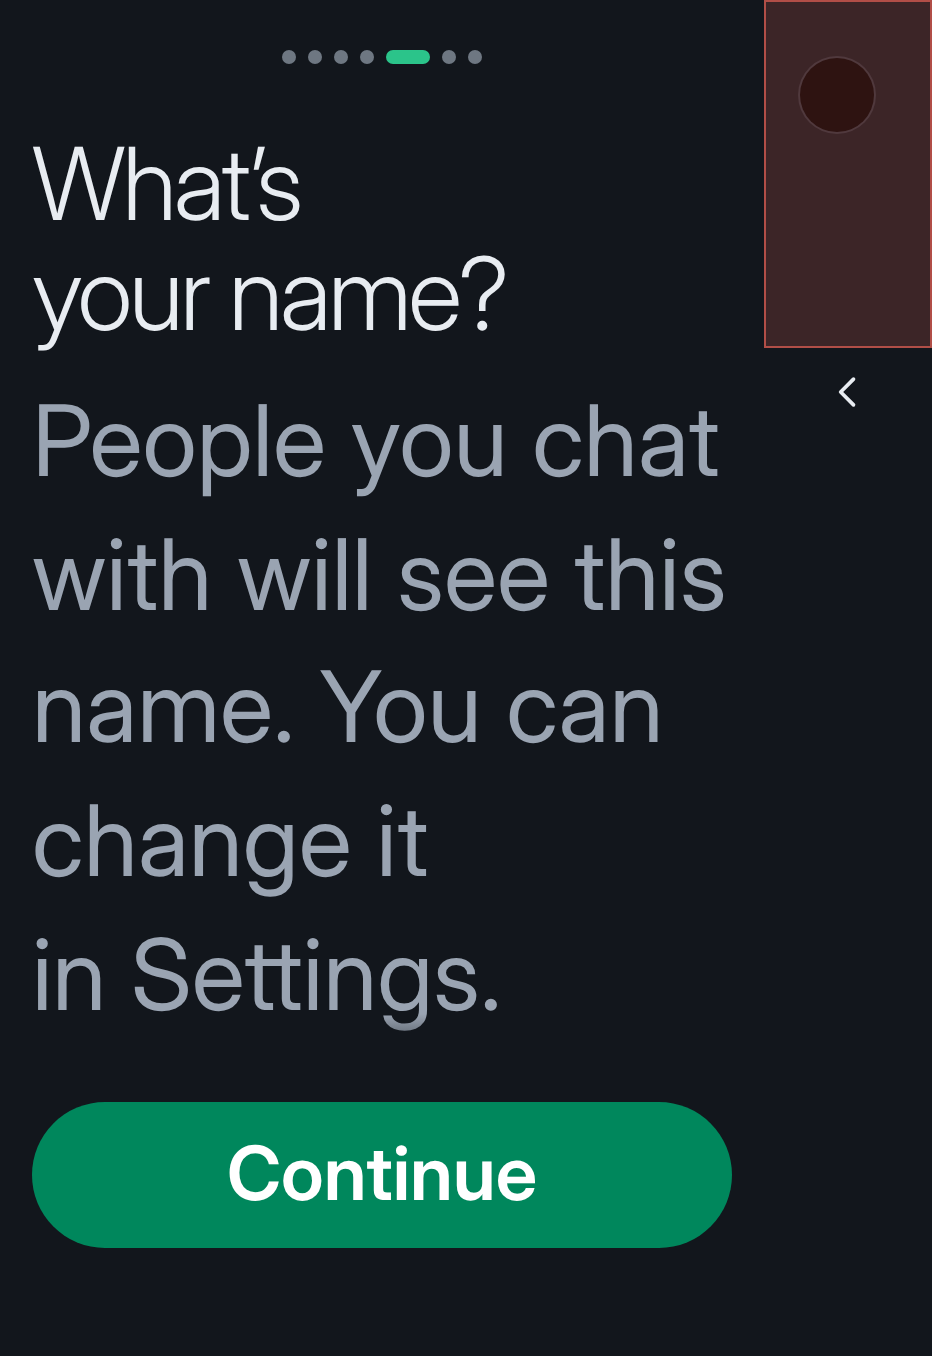 What’s
your name?
People you chat
with will see this
name. You can
change it
in Settings.
Continue